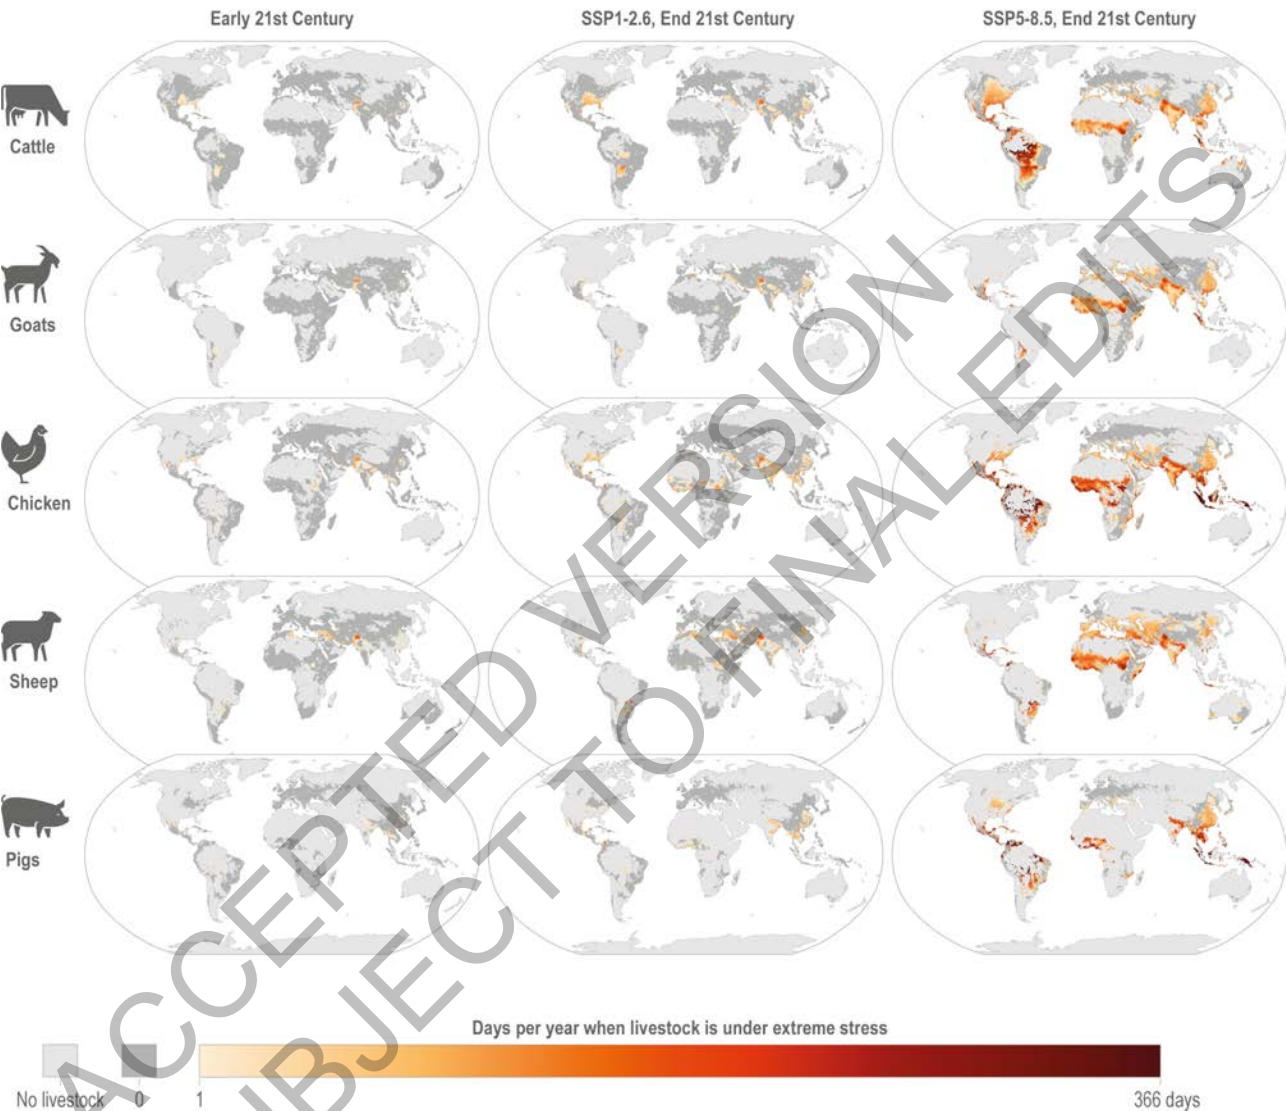 Early 21st Century
SSP1-2.6, End 21st Century
SSP5-8.5, End 21st Century
Cattle
Goats
Chicken
Sheep
Pigs
Days per year when livestock is under extreme stress
No livestock
0
1
366 days
ACCEPTED VERSION
SUBJECT TO FINAL EDITS